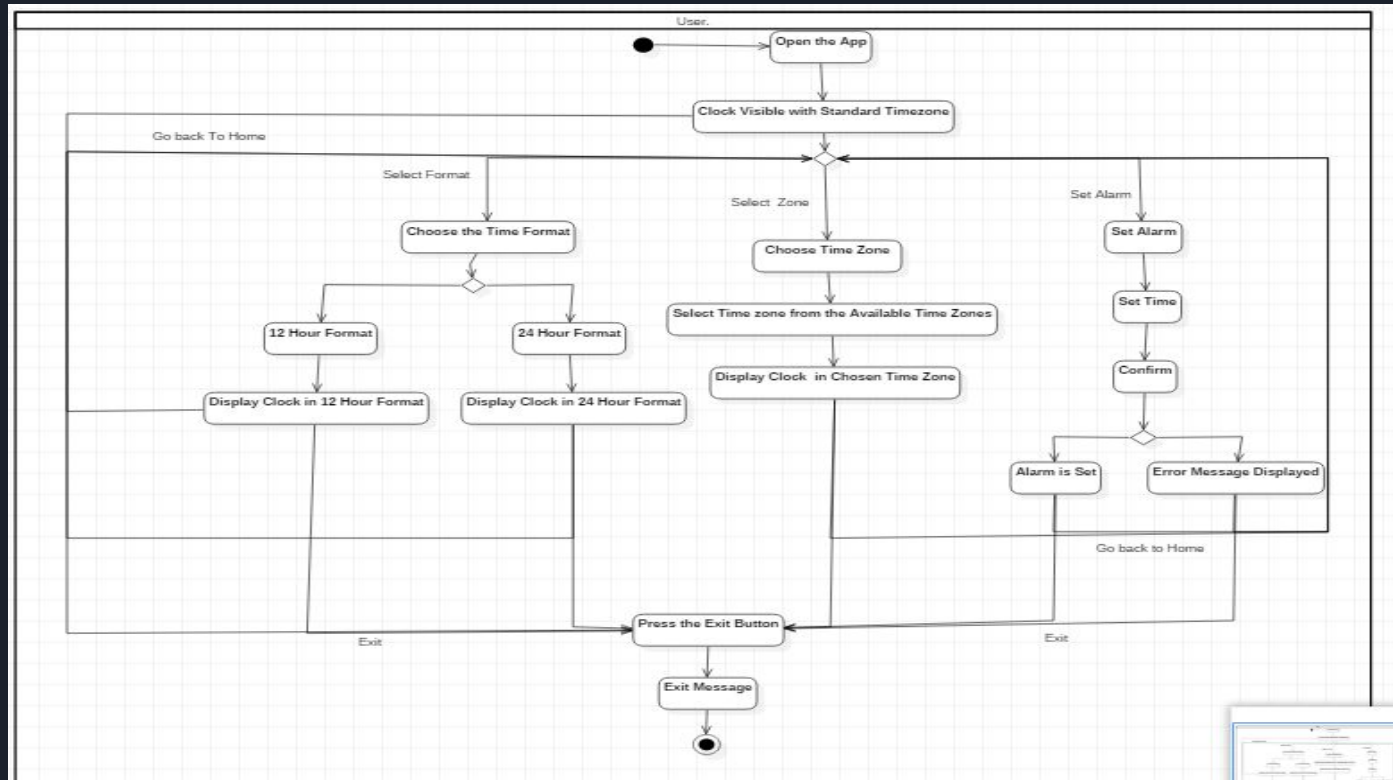 User.
Open the App
Clock Visible with Standard Timezone
Go back To Home
Select Format
Select Zone
Set Alarm
Choose the Time Format
Set Alarm
Choose Time Zone
Set Time
Select Time zone from the Available Time Zones
12 Hour Format
24 Hour Format
Confirm
Display Clock in Chosen Time Zone
Display Clock in 12 Hour Format
Display Clock in 24 Hour Format
Alarm is Set
Error Message Displayed
Go back to Home
Press the Exit Button
Exit
Exit
Exit Message